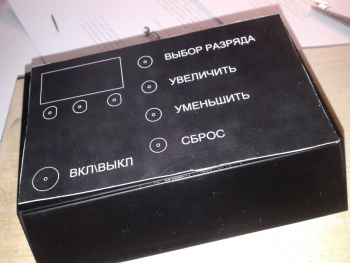 ВЫБОР РАЗРЯДА
УВЕЛИЧИТЬ
УМЕНЬШИТЬ
СБРОС
ВКЛ\ВЫКЛ